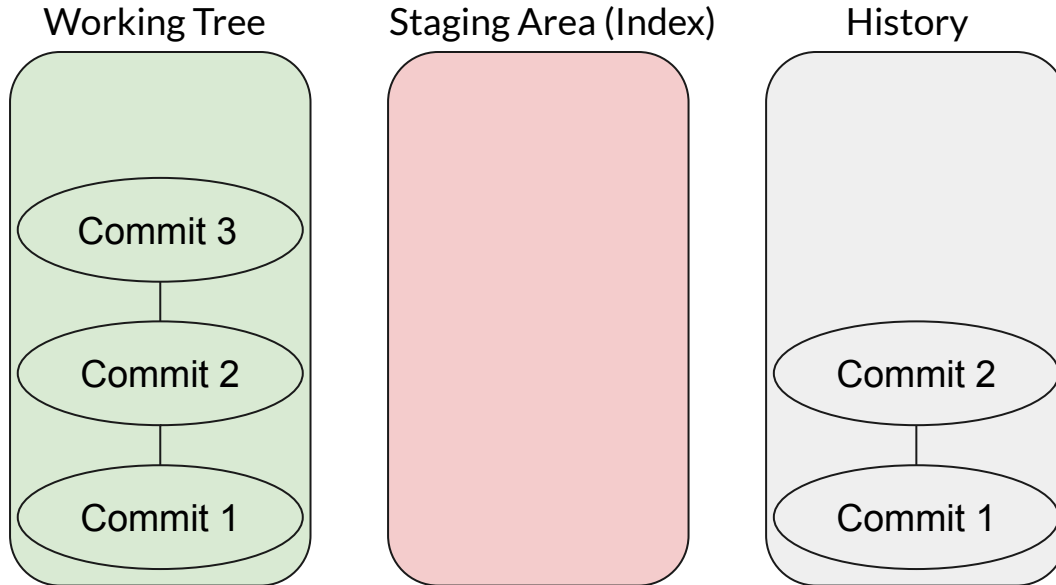 Working Tree
Staging Area (Index)
History
Commit 3
Commit 2
Commit 1
Commit 2
Commit 1